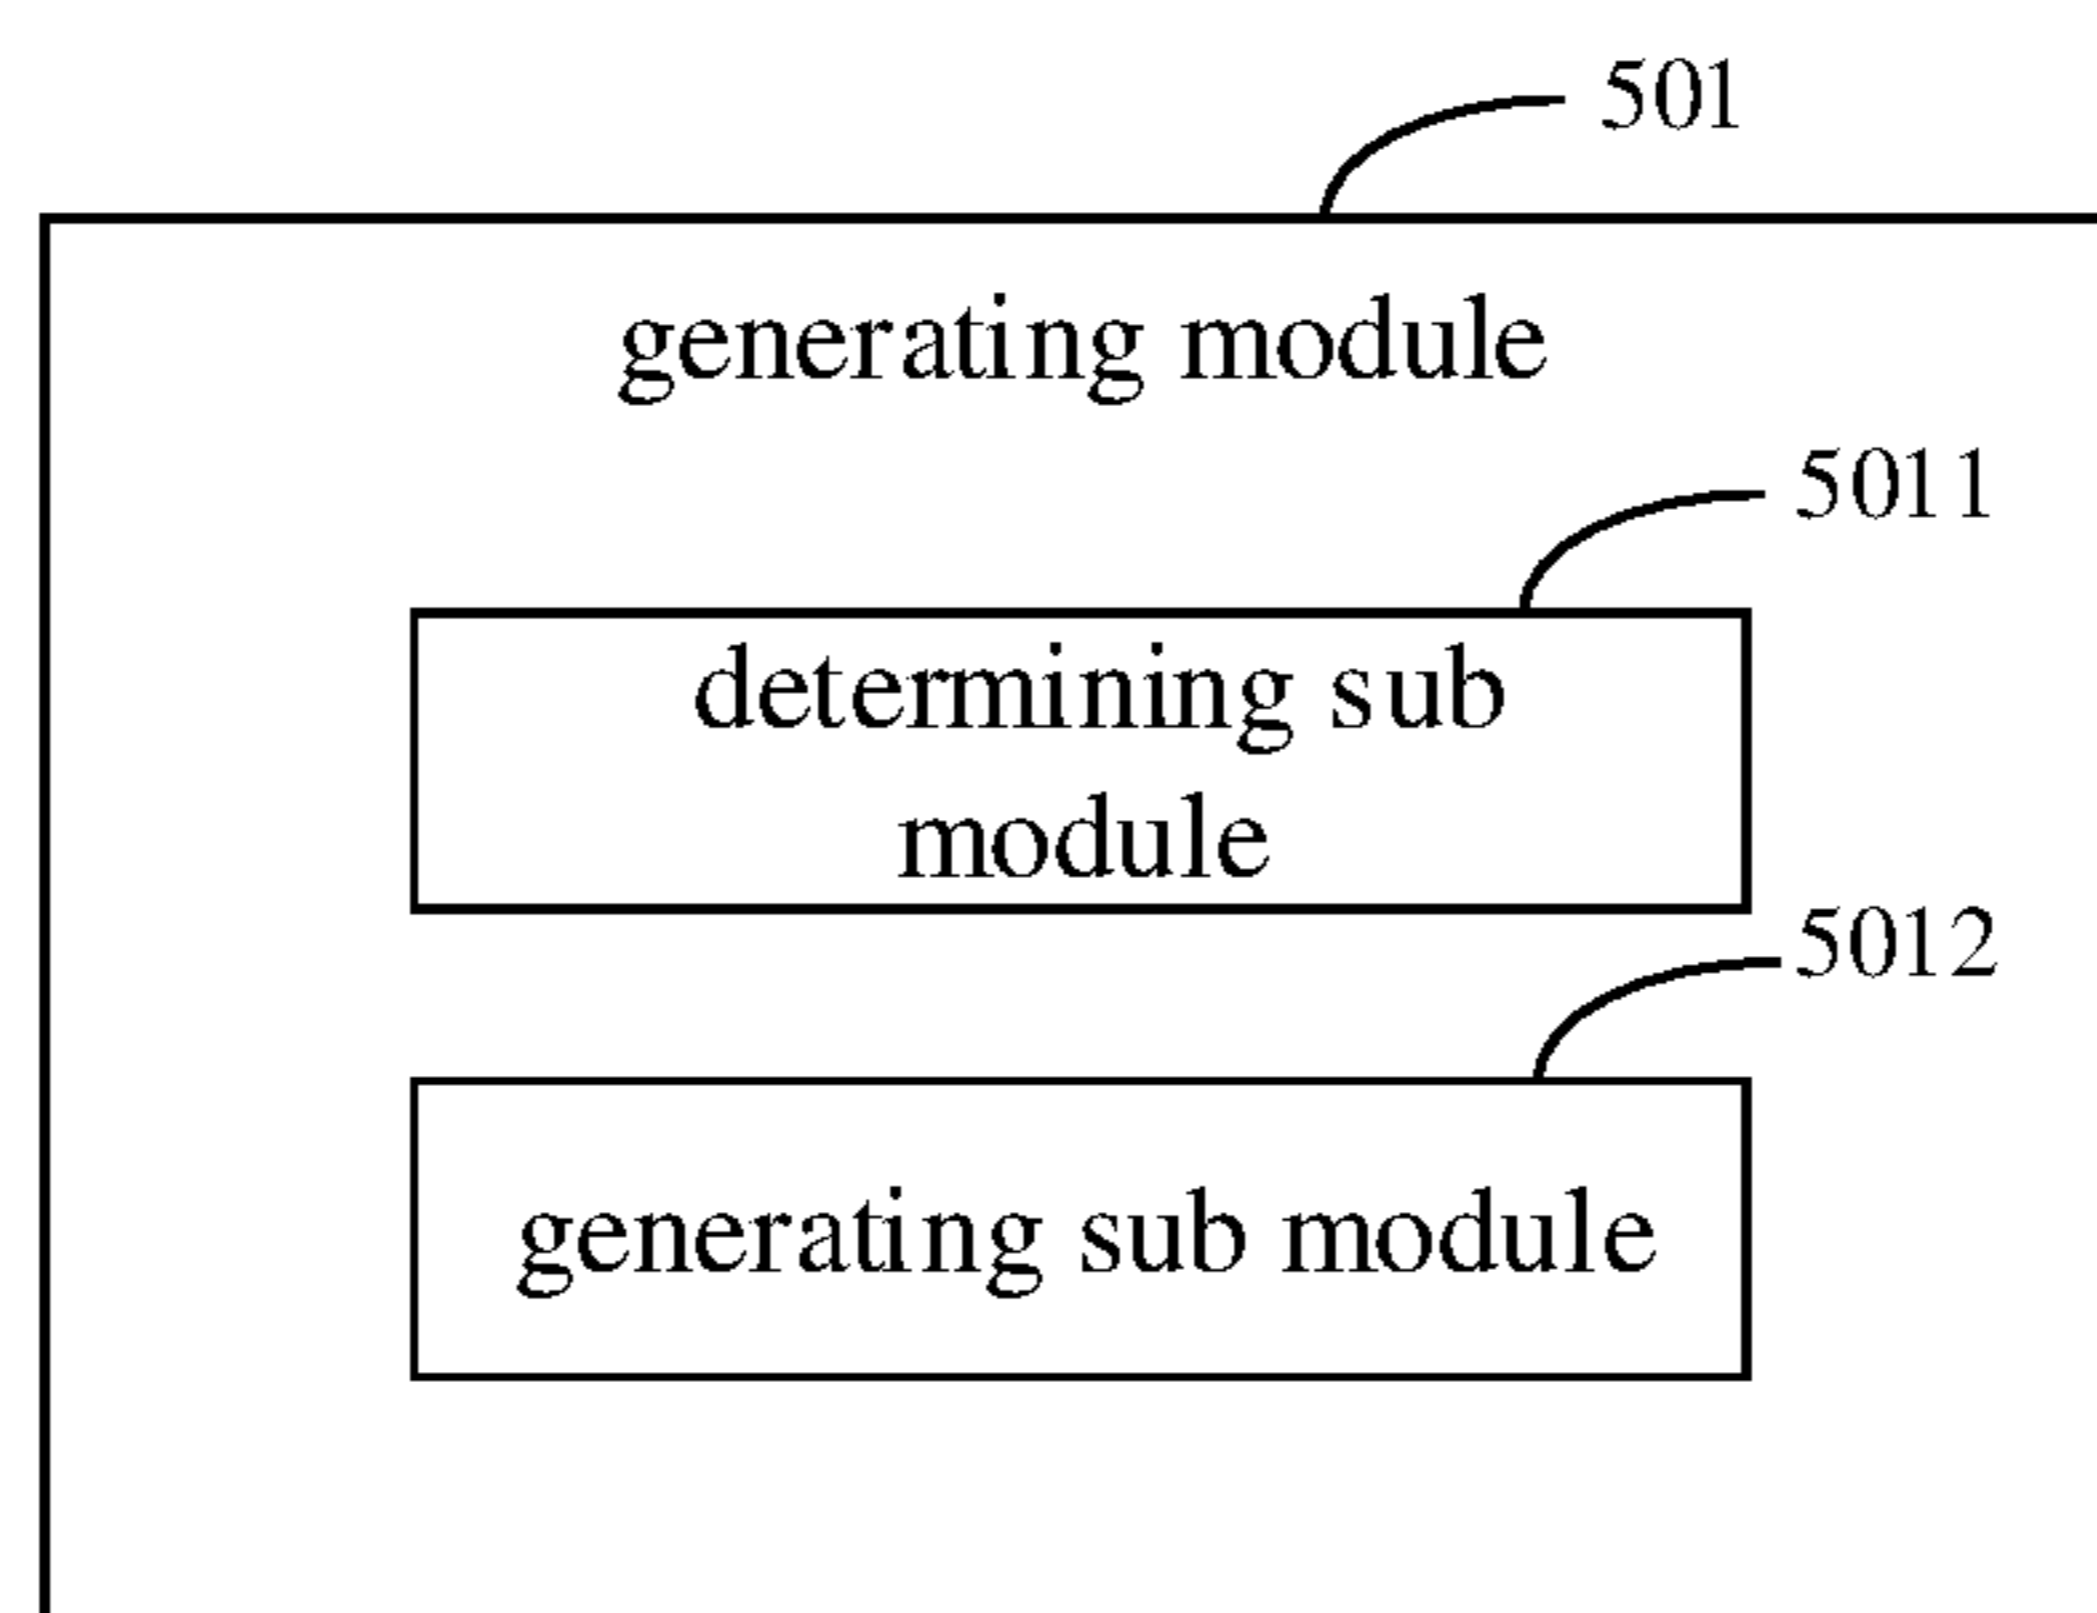 501
generating module
5011
determining sub
module
5012
generating sub module